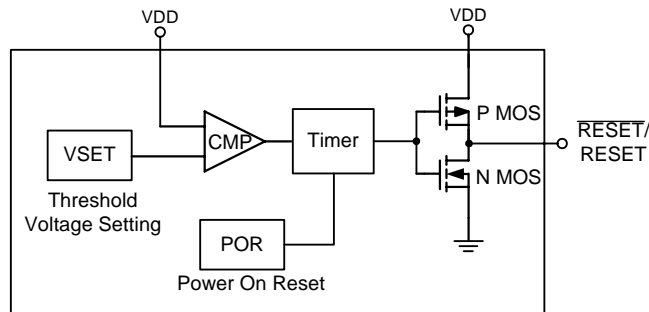 VDD
VDD
VSET
CMP
Timer
P MOS
N MOS
RESET/
RESET
Threshold
Voltage Setting
POR
Power On Reset